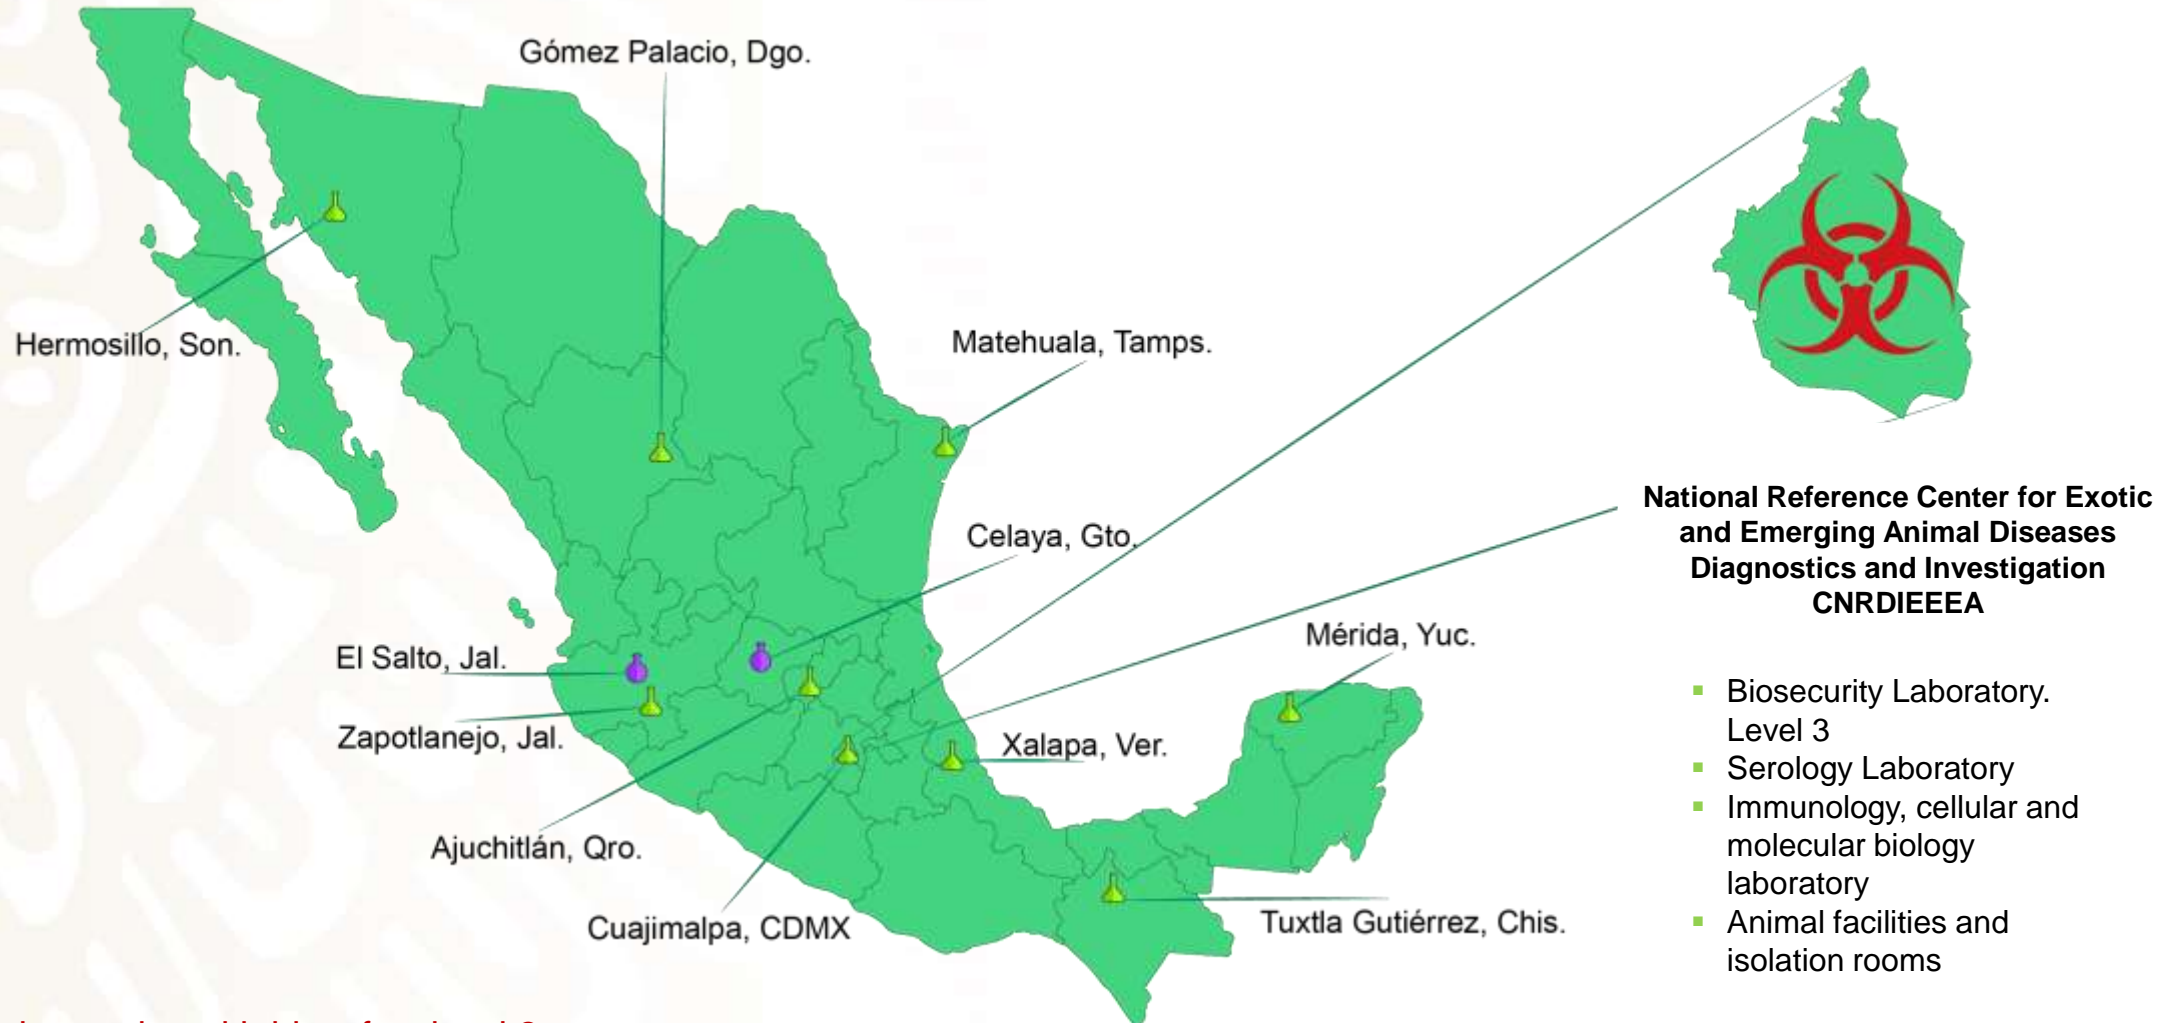 Gómez Palacio, Dgo.
Hermosillo, Son.
Matehuala, Tamps.
Celaya, Gto.
El Salto, Jal.
Zapotlanejo, Jal.
Mérida, Yuc.
Xalapa, Ver.
Ajuchitlán, Qro.
Cuajimalpa, CDMX
Tuxtla Gutiérrez, Chis.
National Reference Center for Exotic
and Emerging Animal Diseases
Diagnostics and Investigation
CNRDIEEEA
▪ Biosecurity Laboratory.
Level 3
▪ Serology Laboratory
▪ Immunology, cellular and
molecular biology
laboratory
▪ Animal facilities and
isolation rooms